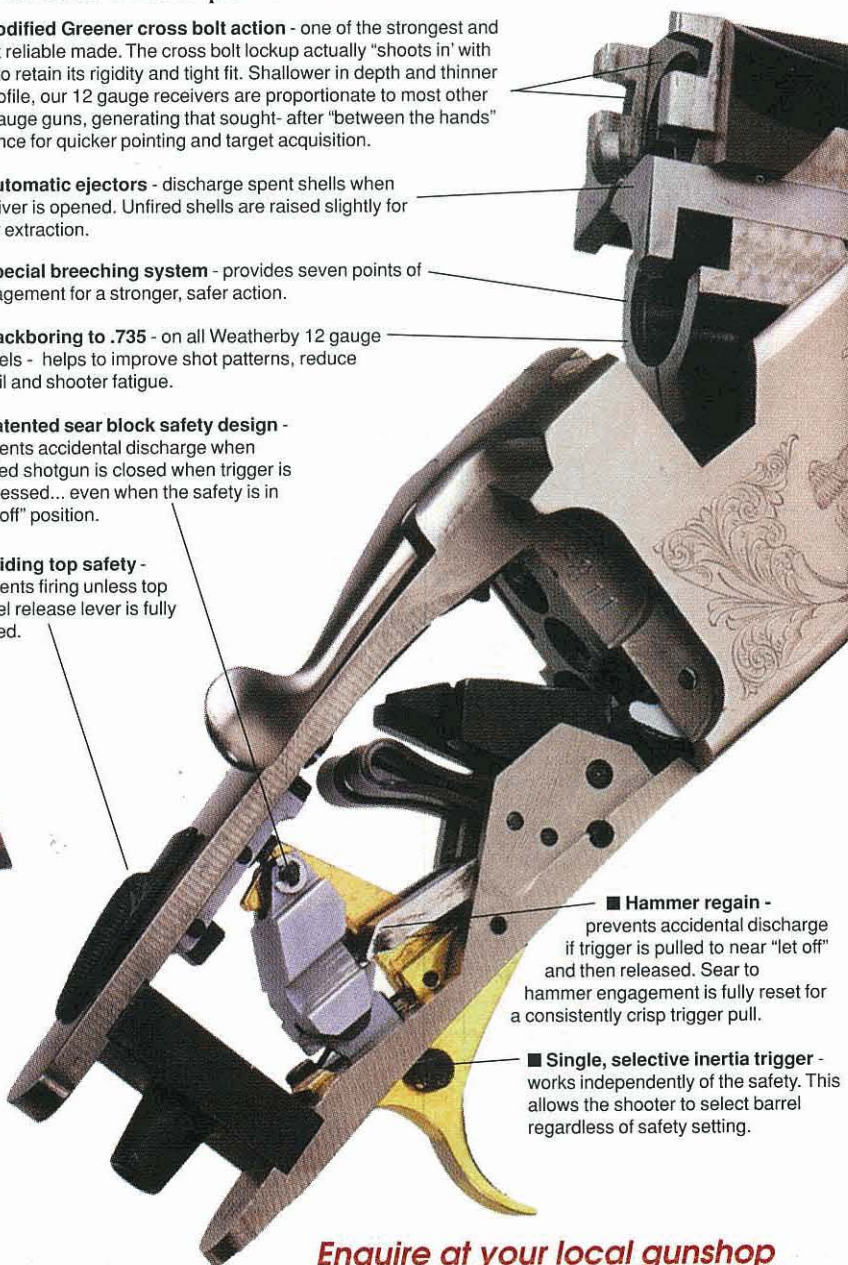 odified Greener cross bolt action - one of the strongest and
t reliable made. The cross bolt lockup actually "shoots in' with
o retain its rigidity and tight fit. Shallower in depth and thinner
ofile, our 12 gauge receivers are proportionate to most other
auge guns, generating that sought- after "between the hands"
nce for quicker pointing and target acquisition.
utomatic ejectors - discharge spent shells when
iver is opened. Unfired shells are raised slightly for
extraction.
pecial breeching system - provides seven points of
agement for a stronger, safer action.
ackboring to .735 - on all Weatherby 12 gauge
els - helps to improve shot patterns, reduce
il and shooter fatigue.
atented sear block safety design -
ents accidental discharge when
ed shotgun is closed when trigger is
essed... even when the safety is in
off" position.
iding top safety -
ents firing unless top
el release lever is fully
ed.
■ Hammer regain -
prevents accidental discharge
if trigger is pulled to near "let off"
and then released. Sear to
hammer engagement is fully reset for
a consistently crisp trigger pull.
■ Single, selective inertia trigger -
works independently of the safety. This
allows the shooter to select barrel
regardless of safety setting.
Enquire at your local gunshop